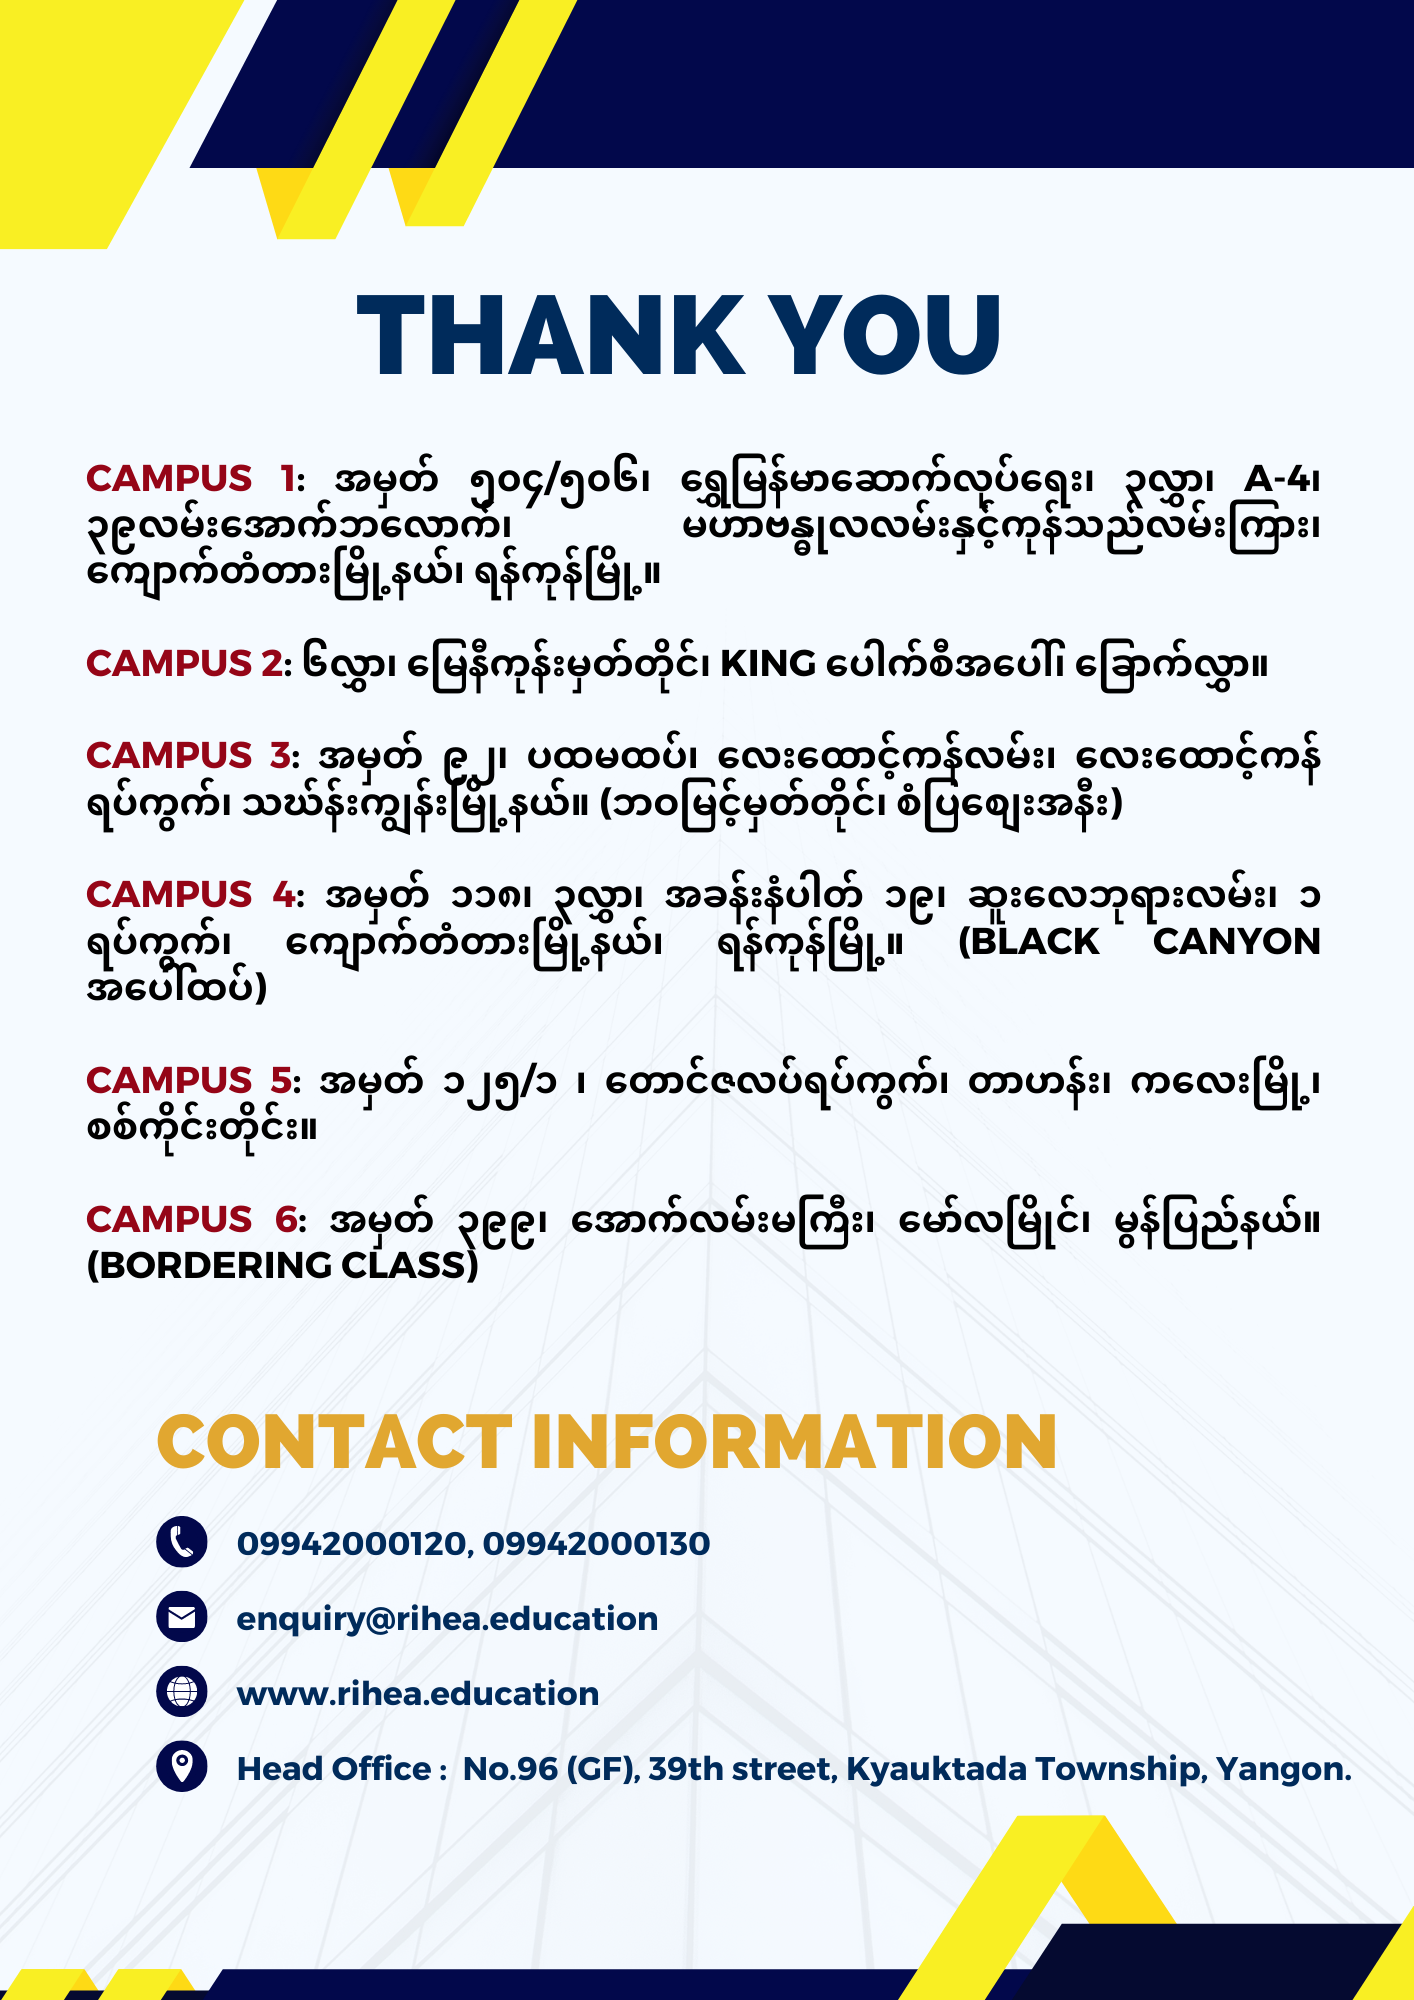 THANK YOU
CAMPUS 1: အမှတ် ၅၀၄/၅၀၆၊ ရွှေမြန်မာဆောက်လုပ်ရေး၊ ၃လွှာ၊ A-4၊
၃၉လမ်းအောက်ဘလောက်၊ မဟာဗန္ဓုလလမ်းနှင့်ကုန်သည်လမ်းကြား၊
ကျောက်တံတားမြို့နယ်၊ ရန်ကုန်မြို့။
CAMPUS 2: ၆လွှာ၊ မြေနီကုန်းမှတ်တိုင်၊ KING ပေါက်စီအပေါ်၊ ခြောက်လွှာ။
CAMPUS 3: အမှတ် ၉၂၊ ပထမထပ်၊ လေးထောင့်ကန်လမ်း၊ လေးထောင့်ကန်
ရပ်ကွက်၊ သင်္ဃန်းကျွန်းမြို့နယ်။ (ဘဝမြင့်မှတ်တိုင်၊ စံပြစျေးအနီး)
CAMPUS 4: အမှတ် ၁၁၈၊ ၃လွှာ၊ အခန်းနံပါတ် ၁၉၊ ဆူးလေဘုရားလမ်း၊ ၁
ရပ်ကွက်၊ ကျောက်တံတားမြို့နယ်၊ ရန်ကုန်မြို့။ (BLACK CANYON
အပေါ်ထပ်)
CAMPUS 5: အမှတ် ၁၂၅/၁ ၊ တောင်ဇလပ်ရပ်ကွက်၊ တာဟန်း၊ ကလေးမြို့၊
စစ်ကိုင်းတိုင်း။
CAMPUS 6: အမှတ် ၃၉၉၊ အောက်လမ်းမကြီး၊ မော်လမြိုင်၊ မွန်ပြည်နယ်။
(BORDERING CLASS)
CONTACT INFORMATION
09942000120, 09942000130
enquiry@rihea.education
www.rihea.education
Head Office : No.96 (GF), 39th street, Kyauktada Township, Yangon.